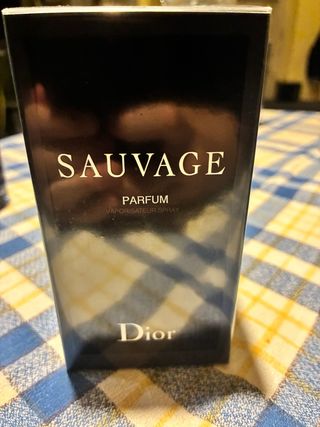 SAUVAGE
PARFUM
VAPORISATEUR SPRAY
Dior